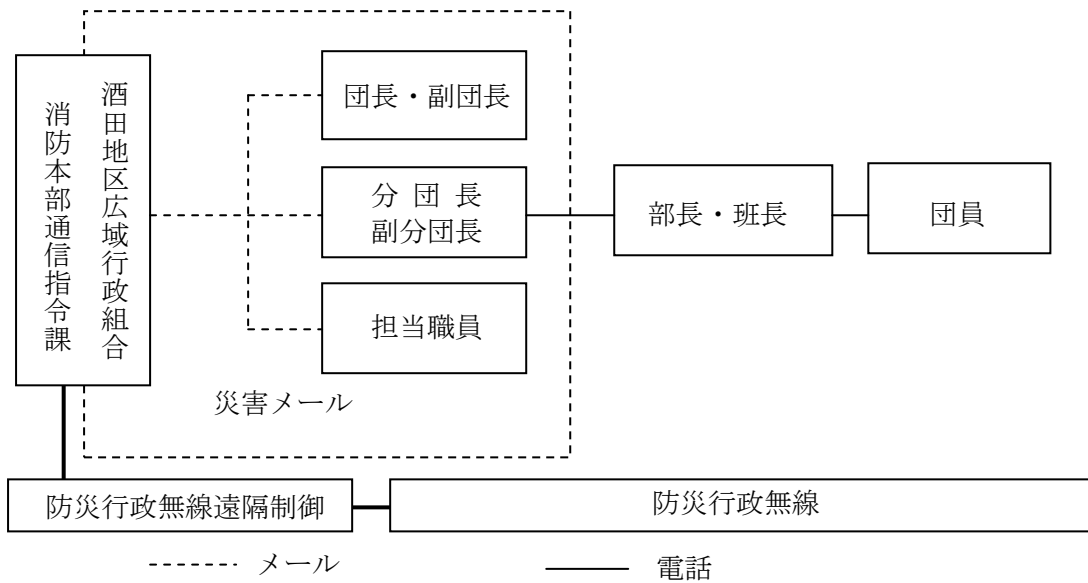 酒田地区広域行政組合
消防本部通信指令課
団長・副団長
分団長
副分団長
担当職員
部長・班長
団員
災害メール
防災行政無線遠隔制御
防災行政無線
メール
電話